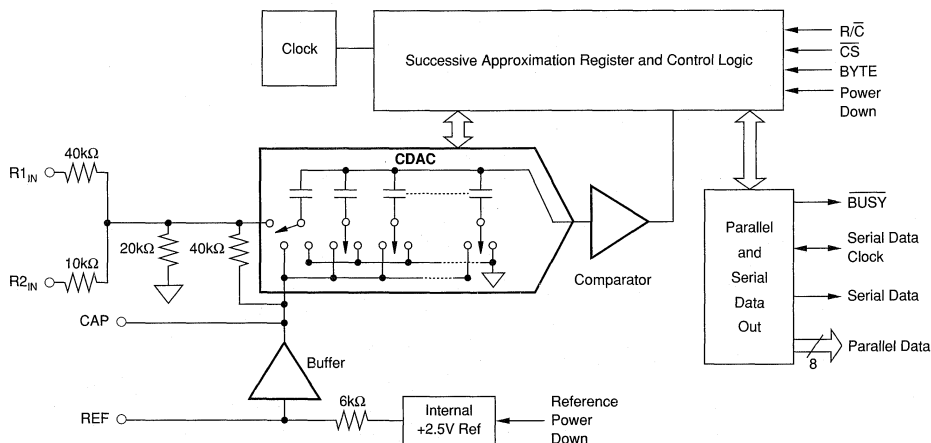 Clock
Successive Approximation Register and Control Logic
R/C̅
C̅S̅
BYTE
Power
Down
CDAC
40kΩ
R1IN
20kΩ
40kΩ
10kΩ
R2IN
CAP
Comparator
Buffer
REF
6kΩ
Internal
+2.5V Ref
Reference
Power
Down
Parallel
and
Serial
Data
Out
B̅U̅S̅Y̅
Serial Data
Clock
Serial Data
Parallel Data
8